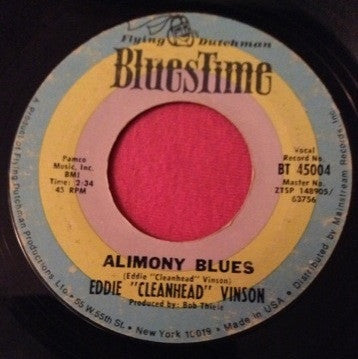 Flying Dutchman
BluesTime
Pamco
Music, Inc.
BMI
Time: 2:34
45 RPM
Vocal
Record No.
BT 45004
Master No.
ZTSP 148905/
63756
ALIMONY BLUES
(Eddie "Cleanhead" Vinson)
EDDIE "CLEANHEAD" VINSON
Produced by: Bob Thiele
A product of Flying Dutchman Productions Ltd. • 55 W. 55th St. • New York 10019 • Made in USA • Distributed by Mainstream Records Inc.